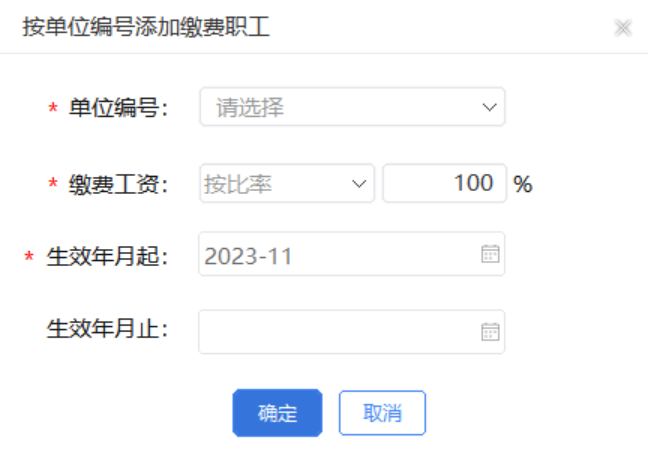 按单位编号添加缴费职工
* 单位编号： 请选择
* 缴费工资： 按比率 100 %
* 生效年月起： 2023-11
生效年月止：
确定 取消